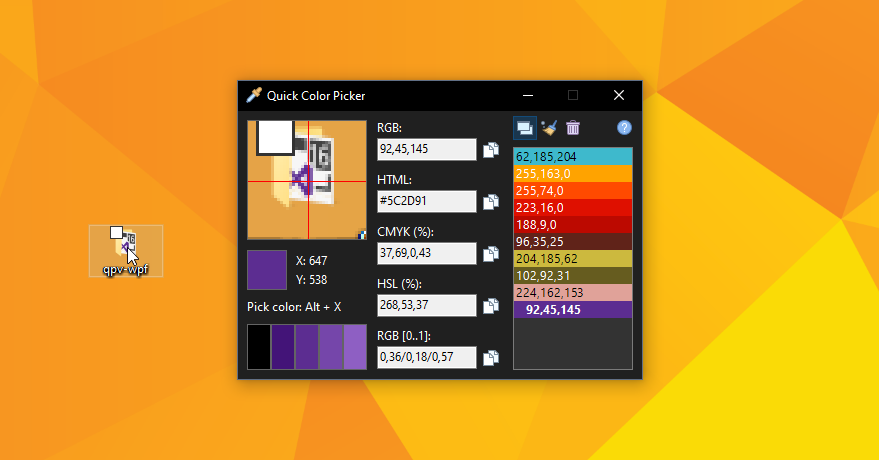 Quick Color Picker
RGB:
92,45,145
HTML:
#5C2D91
CMYK (%):
37,69,0,43
HSL (%):
268,53,37
RGB [0..1]:
0,36/0,18/0,57
16
X: 647
Y: 538
Pick color: Alt + X
62,185,204
255,163,0
255,74,0
223,16,0
188,9,0
96,35,25
204,185,62
102,92,31
224,162,153
92,45,145
16
qpv-wpf